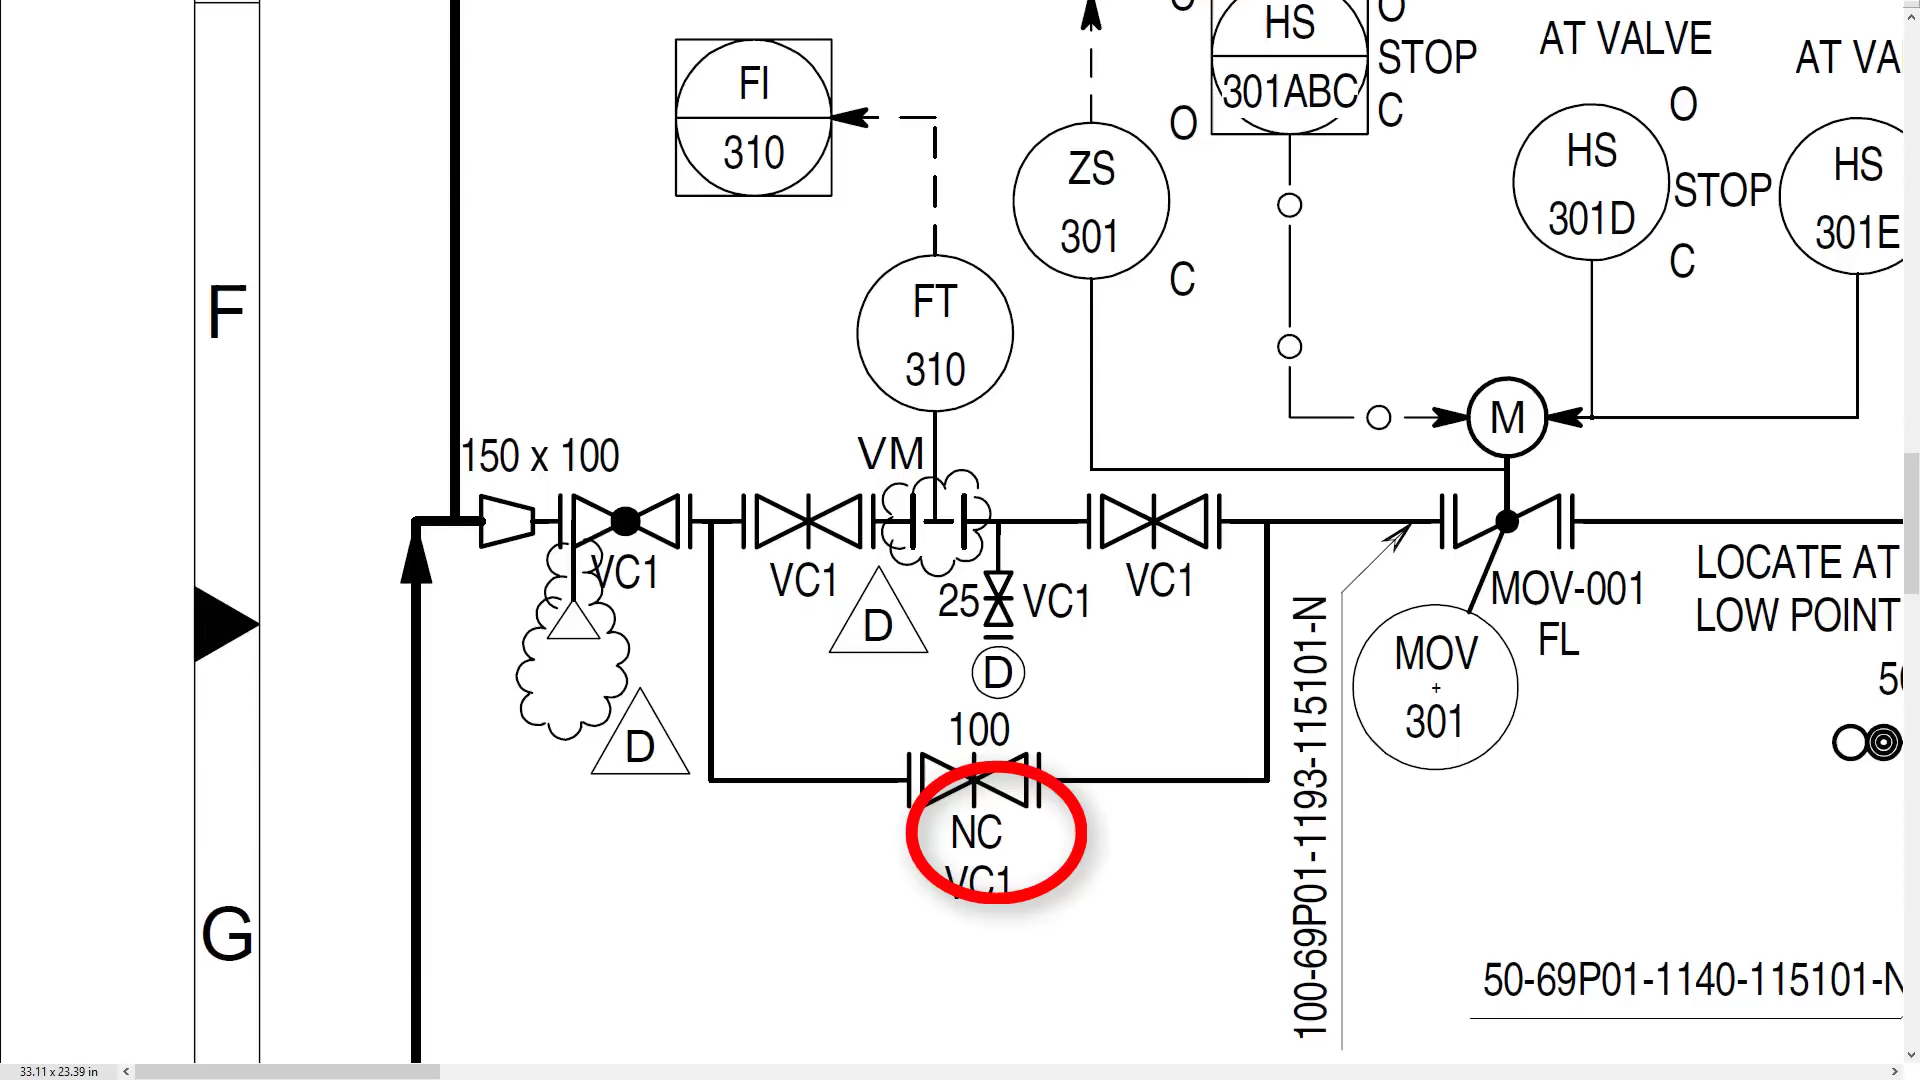 HS
301ABC
O
O
STOP
C
AT VALVE
AT VA
FI
310
ZS
301
O
C
HS
301D
O
STOP
C
HS
301E
F
FT
310
M
150 x 100
VM
VC1
VC1
D
25
VC1
D
VC1
MOV-001
FL
MOV
+
301
LOCATE AT
LOW POINT
50
D
100
NC
VC1
100-69P01-1193-115101-N
G
50-69P01-1140-115101-N
33.11 x 23.39 in